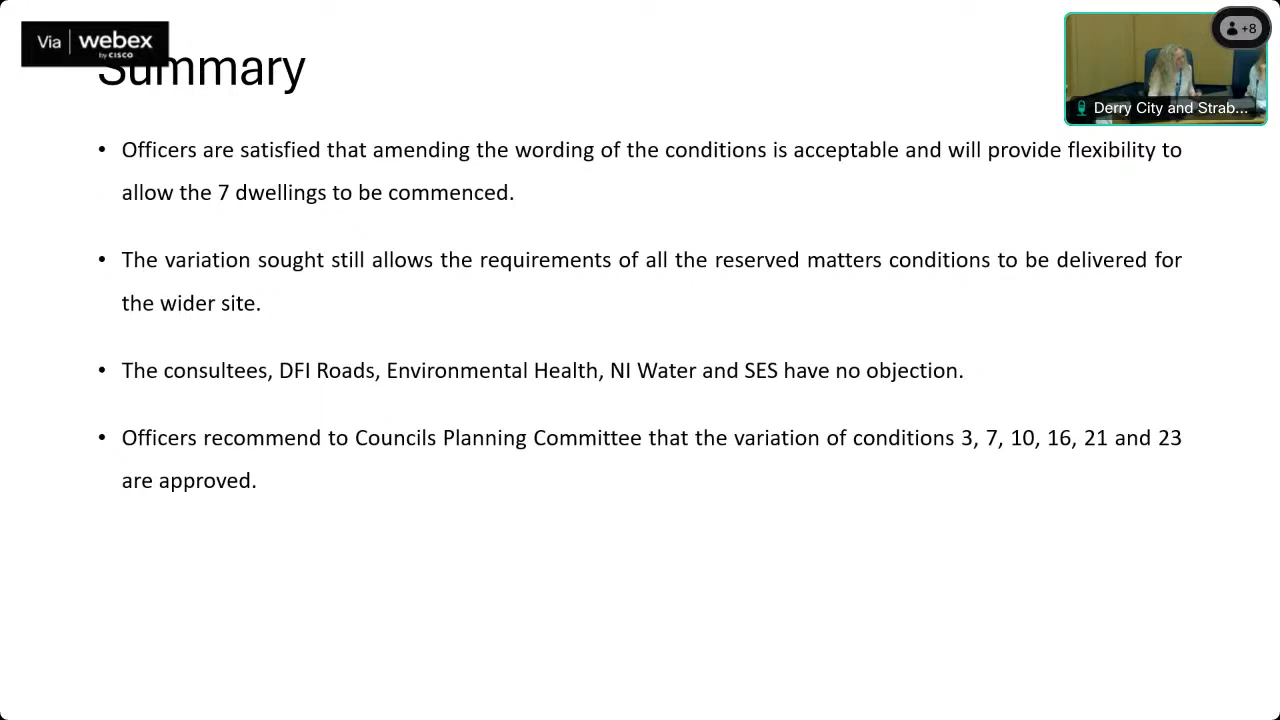 Via webex
by CISCO
Summary
+8
Derry City and Strab...
• Officers are satisfied that amending the wording of the conditions is acceptable and will provide flexibility to
allow the 7 dwellings to be commenced.
• The variation sought still allows the requirements of all the reserved matters conditions to be delivered for
the wider site.
• The consultees, DFI Roads, Environmental Health, NI Water and SES have no objection.
• Officers recommend to Councils Planning Committee that the variation of conditions 3, 7, 10, 16, 21 and 23
are approved.